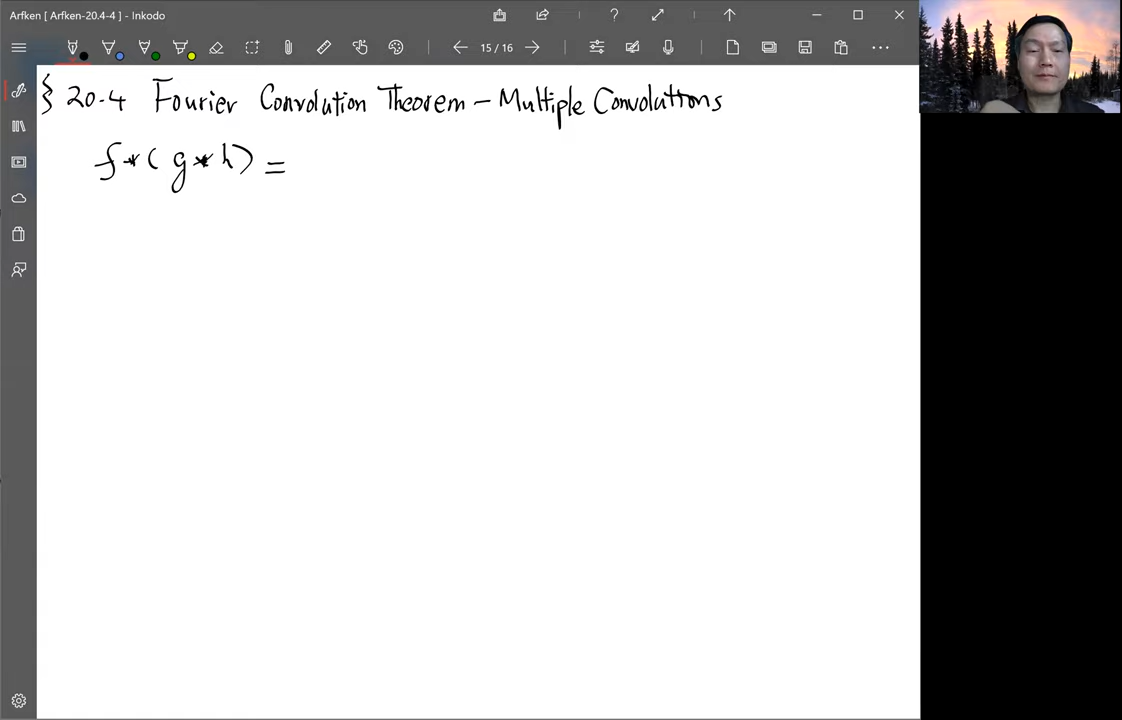 Arfken [ Arfken-20.4-4 ] - Inkodo
15 / 16
§ 20.4 Fourier Convolution Theorem - Multiple Convolutions
f*(g*h) =